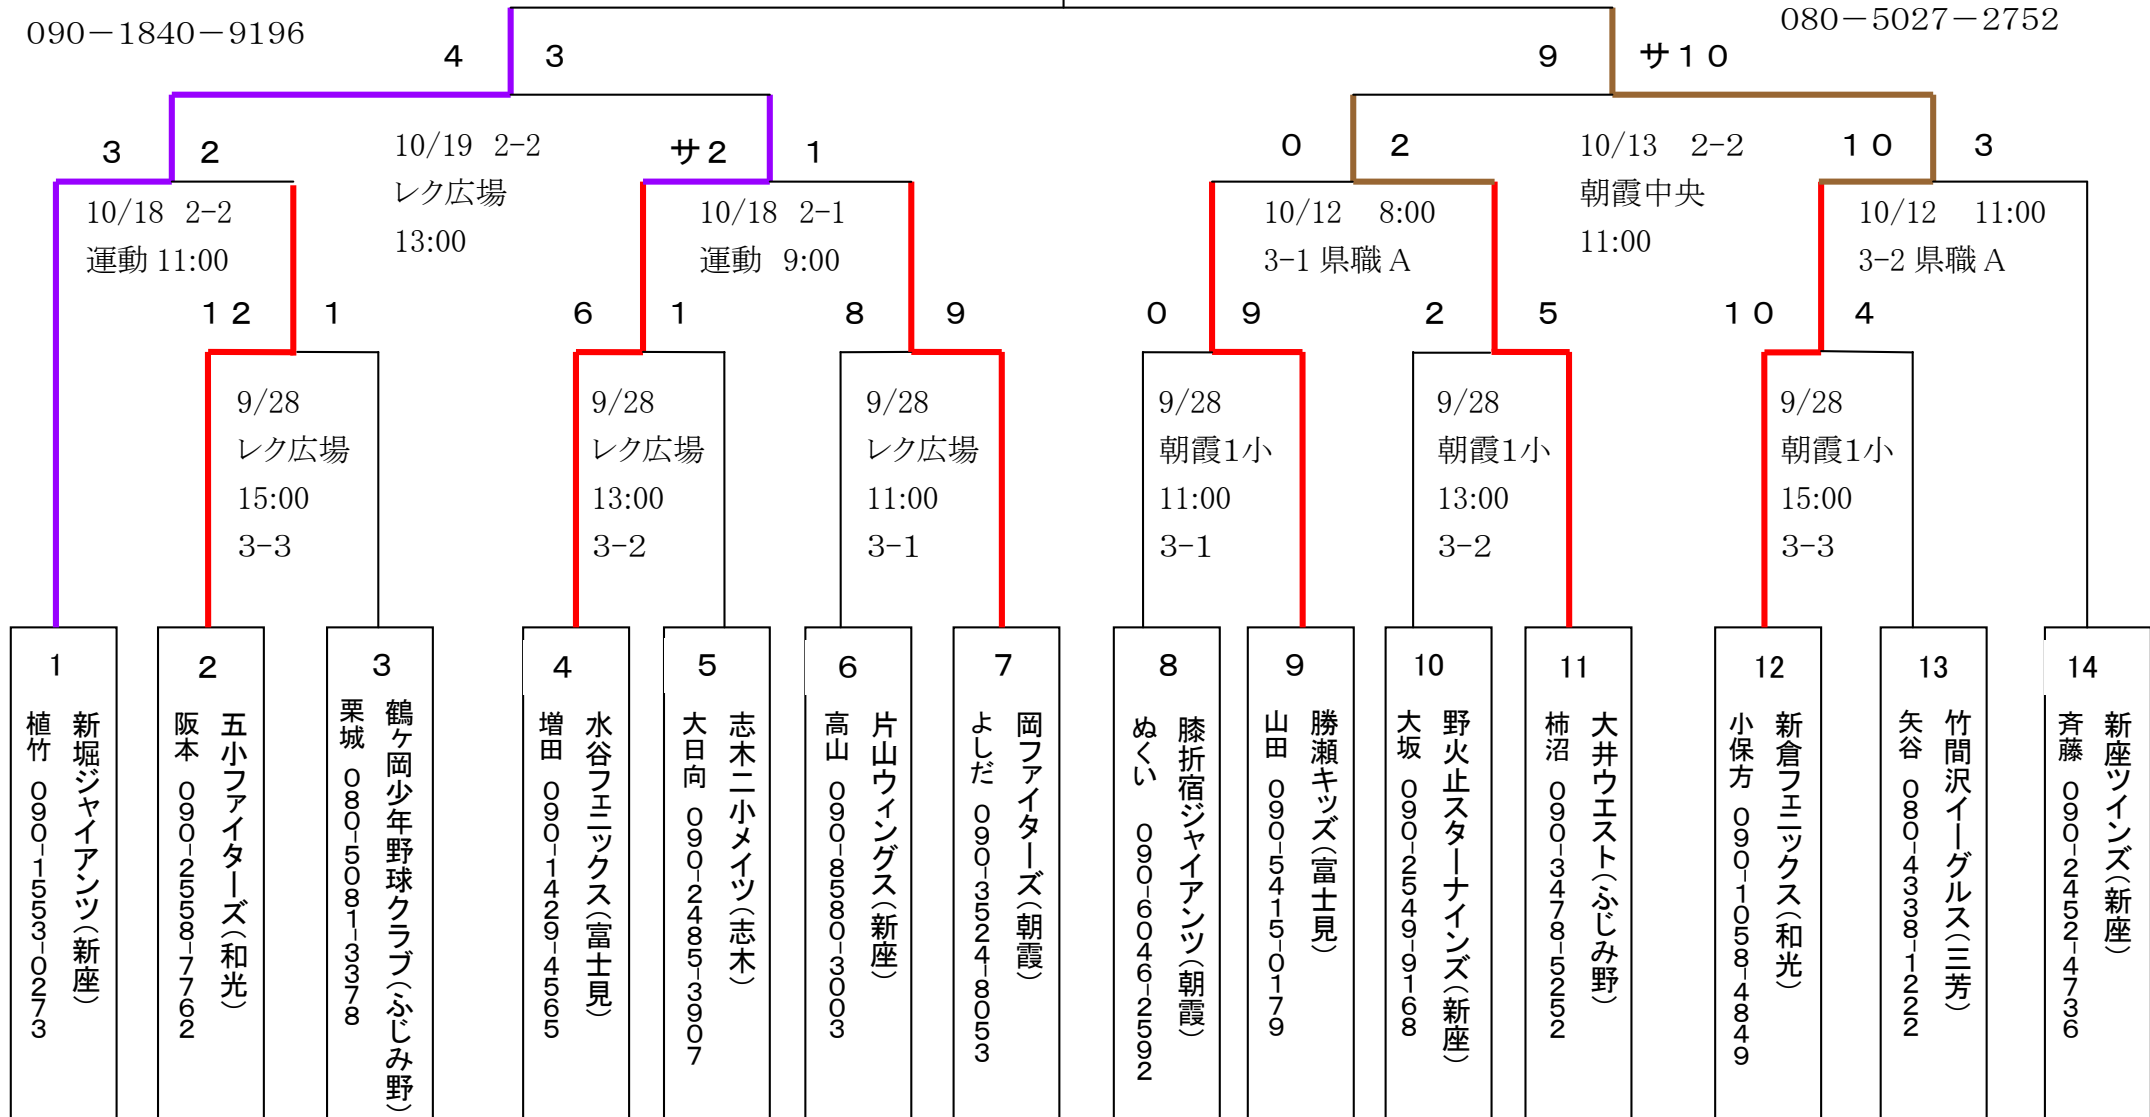 090－1840－9196
080－5027－2752
4 3
9 サ10
3 2
10/19 2-2
レク広場
13:00
サ2 1
0 2
10/13 2-2
朝霞中央
11:00
10 3
10/18 2-2
運動 11:00
10/18 2-1
運動 9:00
10/12 8:00
3-1 県職 A
10/12 11:00
3-2 県職 A
12 1
6 1
8 9
0 9
2 5
10 4
9/28
レク広場
15:00
3-3
9/28
レク広場
13:00
3-2
9/28
レク広場
11:00
3-1
9/28
朝霞1小
11:00
3-1
9/28
朝霞1小
13:00
3-2
9/28
朝霞1小
15:00
3-3
1
新堀ジャイアンツ(新座)
植竹 090-1553-0273
2
五小ファイターズ(和光)
阪本 090-2558-7762
3
鶴ヶ岡少年野球クラブ(ふじみ野)
栗城 080-5081-3378
4
水谷フェニックス(富士見)
増田 090-1429-4565
5
志木二小メイツ(志木)
大日向 090-2485-3907
6
片山ウィングス(新座)
高山 090-8580-3003
7
岡ファイターズ(朝霞)
よしだ 090-3524-8053
8
膝折宿ジャイアンツ(朝霞)
ぬくい 090-6046-2592
9
勝瀬キッズ(富士見)
山田 090-5415-0179
10
野火止スターナインズ(新座)
大坂 090-2549-9168
11
大井ウエスト(ふじみ野)
柿沼 090-3478-5252
12
新倉フェニックス(和光)
小保方 090-1058-4849
13
竹間沢イーグルス(三芳)
矢谷 080-4338-1222
14
新座ツインズ(新座)
斉藤 090-2452-4736